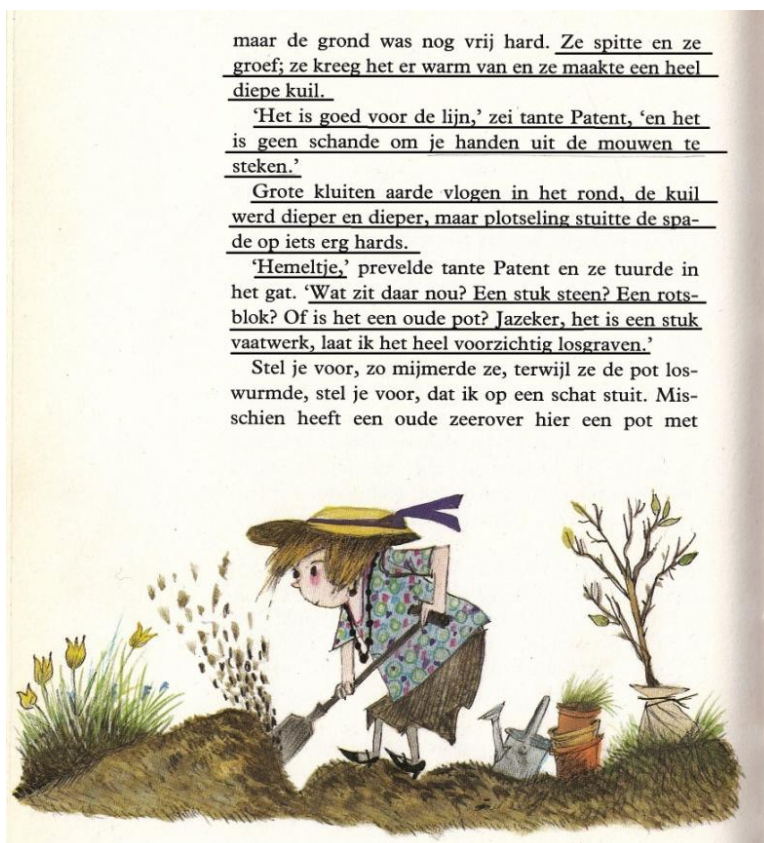 maar de grond was nog vrij hard. Ze spitte en ze
groef; ze kreeg het er warm van en ze maakte een heel
diepe kuil.
‘Het is goed voor de lijn,’ zei tante Patent, ‘en het
is geen schande om je handen uit de mouwen te
steken.’
Grote kluiten aarde vlogen in het rond, de kuil
werd dieper en dieper, maar plotseling stuitte de spa-
de op iets erg hards.
‘Hemeltje,’ prevelde tante Patent en ze tuurde in
het gat. ‘Wat zit daar nou? Een stuk steen? Een rots-
blok? Of is het een oude pot? Jazeker, het is een stuk
vaatwerk, laat ik het heel voorzichtig losgraven.’
Stel je voor, zo mijmerde ze, terwijl ze de pot los-
wurmde, stel je voor, dat ik op een schat stuit. Mis-
schien heeft een oude zeerover hier een pot met